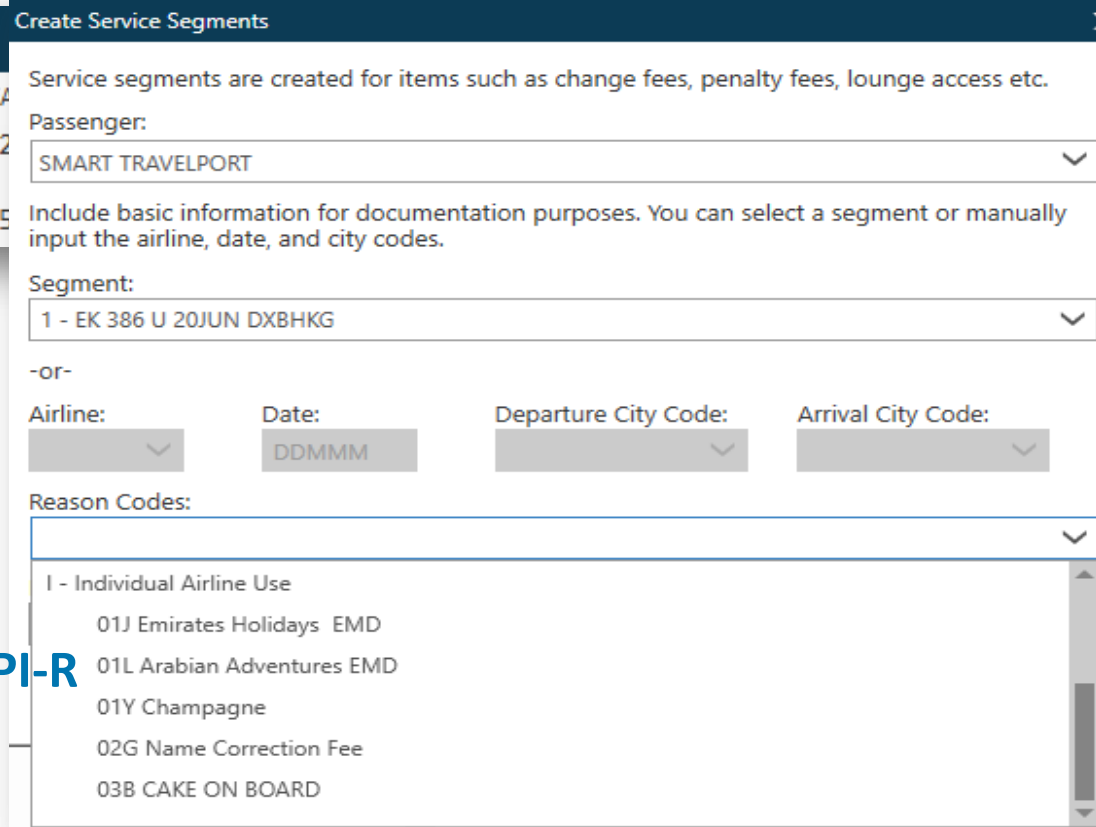 Create Service Segments
Service segments are created for items such as change fees, penalty fees, lounge access etc.
Passenger:
SMART TRAVELPORT
Include basic information for documentation purposes. You can select a segment or manually
input the airline, date, and city codes.
Segment:
1 - EK 386 U 20JUN DXBHKG
-or-
Airline: Date: Departure City Code: Arrival City Code:
DDMMM
Reason Codes:
I - Individual Airline Use
01J Emirates Holidays  EMD
PI-R 01L Arabian Adventures EMD
01Y Champagne
02G Name Correction Fee
03B CAKE ON BOARD